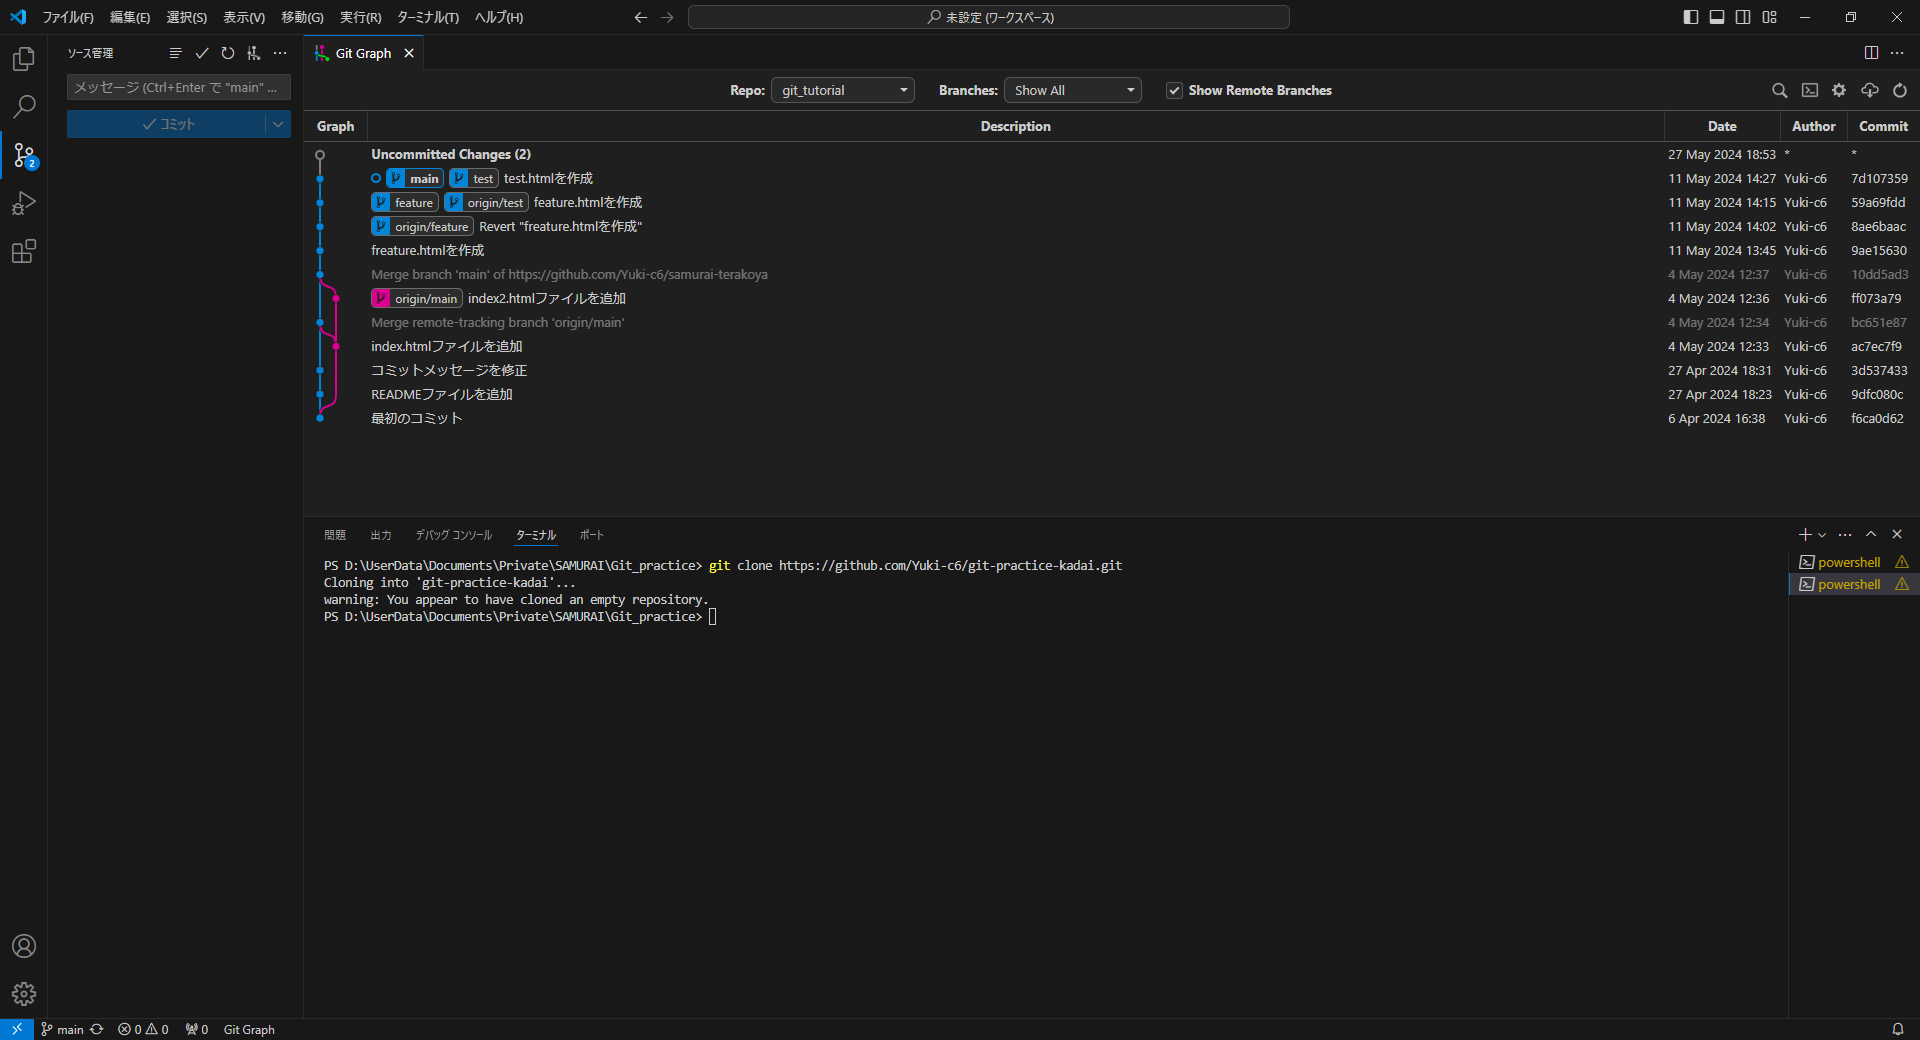 ファイル(F) 編集(E) 選択(S) 表示(V) 移動(G) 実行(R) ターミナル(T) ヘルプ(H) 未設定 (ワークスペース)
ソース管理
Git Graph
メッセージ (Ctrl+Enter で "main" ...
コミット
2
Repo: git_tutorial Branches: Show All Show Remote Branches
Graph Description Date Author Commit
Uncommitted Changes (2) 27 May 2024 18:53 * *
main test test.htmlを作成 11 May 2024 14:27 Yuki-c6 7d107359
feature origin/test feature.htmlを作成 11 May 2024 14:15 Yuki-c6 59a69fdd
origin/feature Revert "freature.htmlを作成" 11 May 2024 14:02 Yuki-c6 8ae6baac
freature.htmlを作成 11 May 2024 13:45 Yuki-c6 9ae15630
Merge branch 'main' of https://github.com/Yuki-c6/samurai-terakoya 4 May 2024 12:37 Yuki-c6 10dd5ad3
origin/main index2.htmlファイルを追加 4 May 2024 12:36 Yuki-c6 ff073a79
Merge remote-tracking branch 'origin/main' 4 May 2024 12:34 Yuki-c6 bc651e87
index.htmlファイルを追加 4 May 2024 12:33 Yuki-c6 ac7ec7f9
コミットメッセージを修正 27 Apr 2024 18:31 Yuki-c6 3d537433
READMEファイルを追加 27 Apr 2024 18:23 Yuki-c6 9dfc080c
最初のコミット 6 Apr 2024 16:38 Yuki-c6 f6ca0d62
問題 出力 デバッグ コンソール ターミナル ポート
PS D:\UserData\Documents\Private\SAMURAI\Git_practice> git clone https://github.com/Yuki-c6/git-practice-kadai.git
Cloning into 'git-practice-kadai'...
warning: You appear to have cloned an empty repository.
PS D:\UserData\Documents\Private\SAMURAI\Git_practice>
powershell
powershell
main 0 0 0 Git Graph